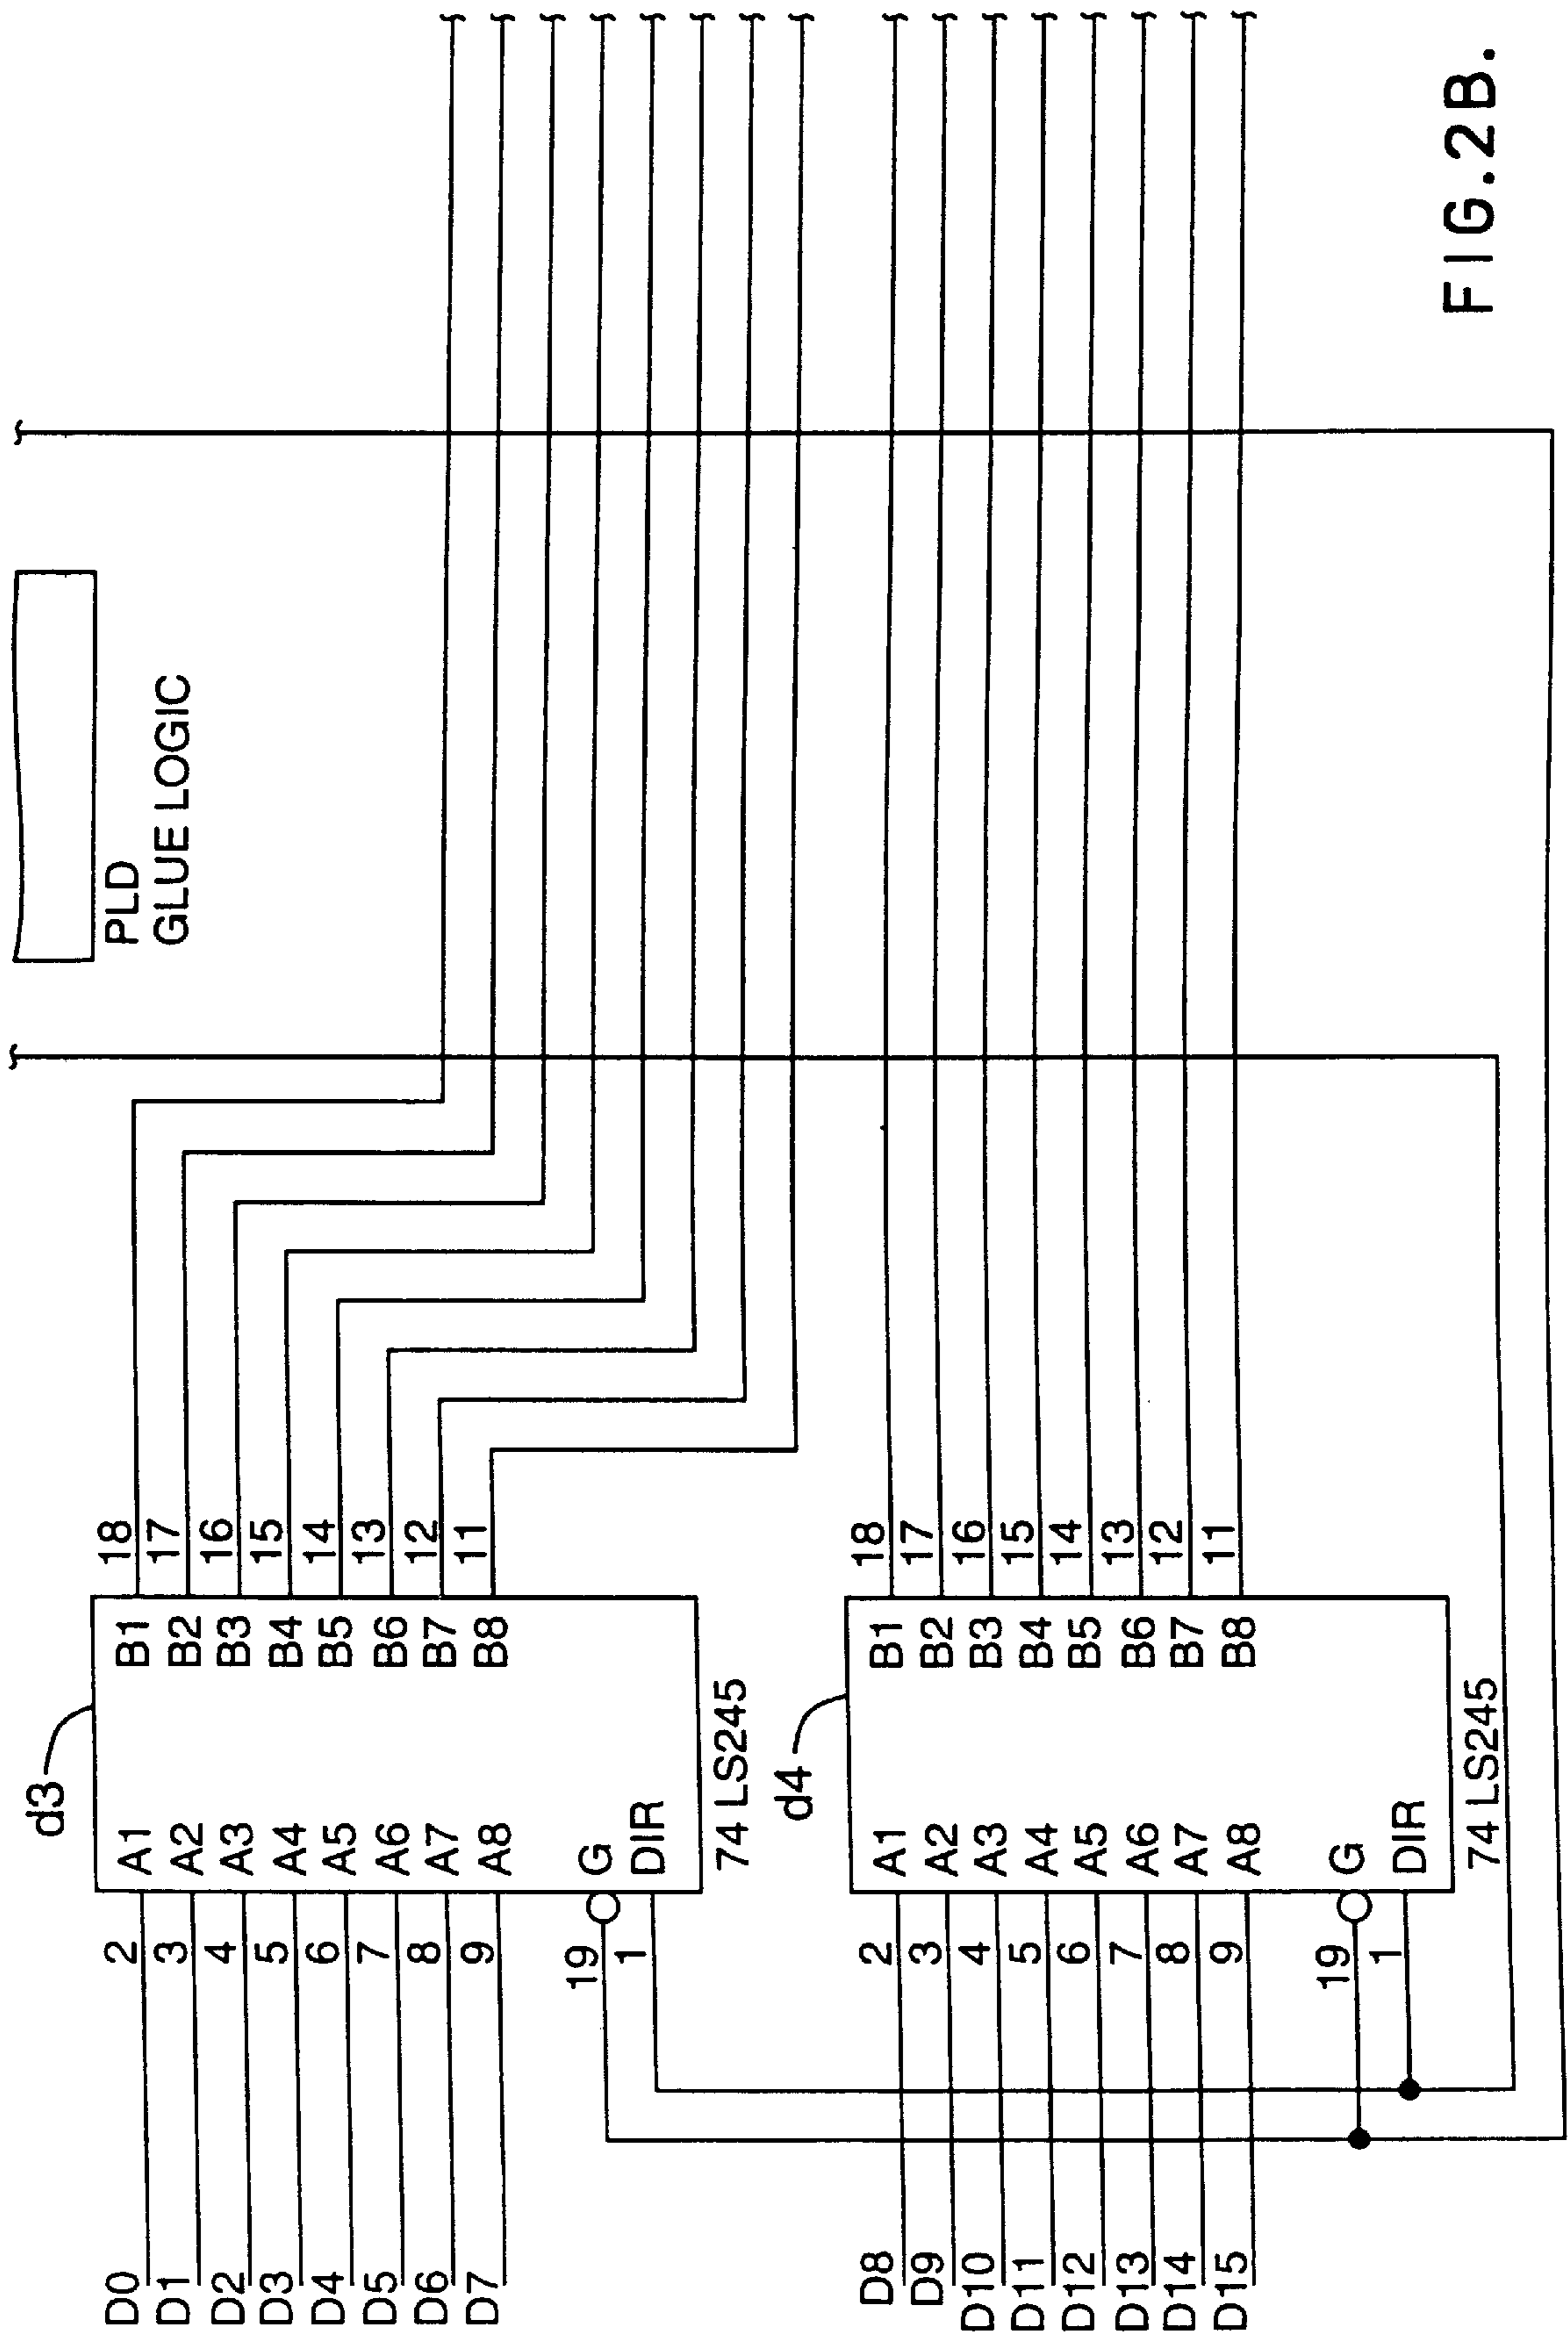 PLD
GLUE LOGIC
d3
D0 2 A1 B1 18
D1 3 A2 B2 17
D2 4 A3 B3 16
D3 5 A4 B4 15
D4 6 A5 B5 14
D5 7 A6 B6 13
D6 8 A7 B7 12
D7 9 A8 B8 11
19 G
1 DIR
74 LS245
d4
D8 2 A1 B1 18
D9 3 A2 B2 17
D10 4 A3 B3 16
D11 5 A4 B4 15
D12 6 A5 B5 14
D13 7 A6 B6 13
D14 8 A7 B7 12
D15 9 A8 B8 11
19 G
1 DIR
74 LS245
FIG.2B.